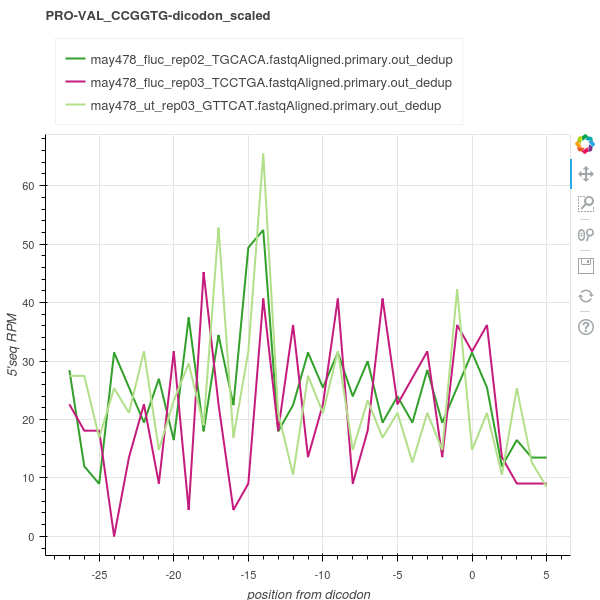 PRO-VAL_CCGGTG-dicodon_scaled
may478_fluc_rep02_TGCACA.fastqAligned.primary.out_dedup
may478_fluc_rep03_TCCTGA.fastqAligned.primary.out_dedup
may478_ut_rep03_GTTCAT.fastqAligned.primary.out_dedup
60
50
40
30
20
10
0
5'seq RPM
-25 -20 -15 -10 -5 0 5
position from dicodon